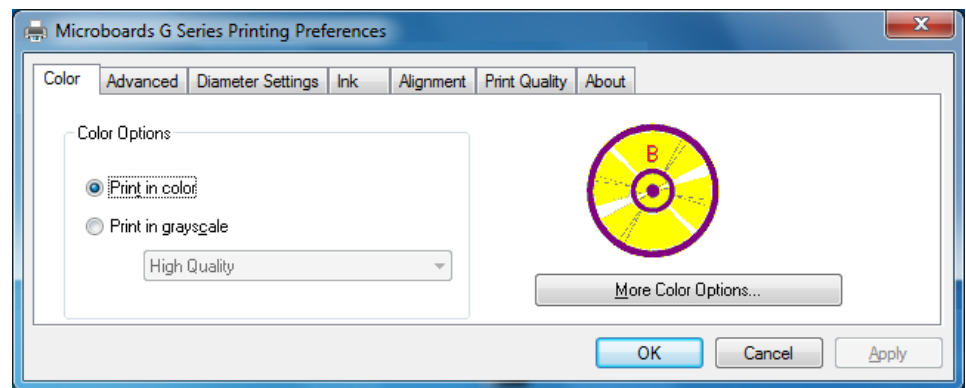 Microboards G Series Printing Preferences
Color Advanced Diameter Settings Ink Alignment Print Quality About
Color Options
Print in color
Print in grayscale
High Quality
B
More Color Options...
OK Cancel Apply